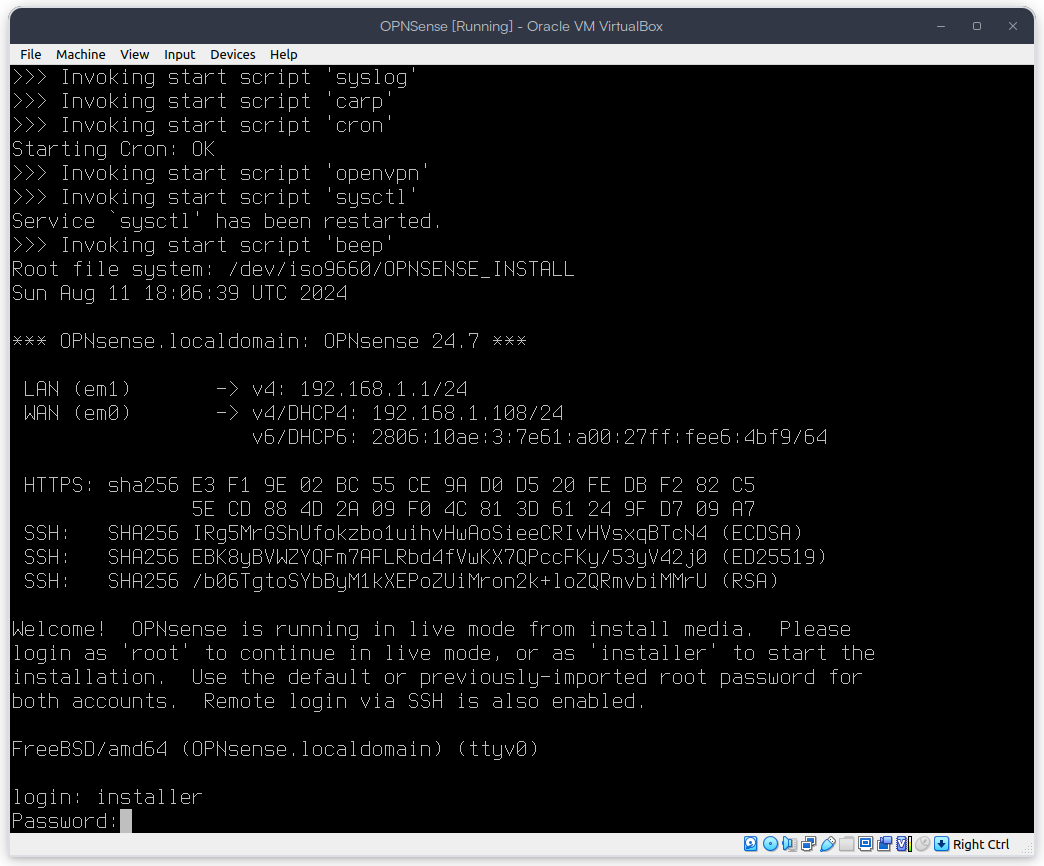 OPNSense [Running] - Oracle VM VirtualBox
File Machine View Input Devices Help
>>> Invoking start script 'syslog'
>>> Invoking start script 'carp'
>>> Invoking start script 'cron'
Starting Cron: OK
>>> Invoking start script 'openvpn'
>>> Invoking start script 'sysctl'
Service `sysctl' has been restarted.
>>> Invoking start script 'beep'
Root file system: /dev/iso9660/OPNSENSE_INSTALL
Sun Aug 11 18:06:39 UTC 2024
*** OPNsense.localdomain: OPNsense 24.7 ***
LAN (em1) -> v4: 192.168.1.1/24
WAN (em0) -> v4/DHCP4: 192.168.1.108/24
v6/DHCP6: 2806:10ae:3:7e61:a00:27ff:fee6:4bf9/64
HTTPS: sha256 E3 F1 9E 02 BC 55 CE 9A D0 D5 20 FE DB F2 82 C5
5E CD 88 4D 2A 09 F0 4C 81 3D 61 24 9F D7 09 A7
SSH: SHA256 IRg5MrGShUfokzbo1uihvHwAoSieeCRIvHVsxqBTcN4 (ECDSA)
SSH: SHA256 EBK8yBVWZYQFm7AFLRbd4fVwKX7QPccFKy/53yV42j0 (ED25519)
SSH: SHA256 /b06TgtoSYbByM1kXEPoZUiMron2k+loZQRmvbiMMrU (RSA)
Welcome!  OPNsense is running in live mode from install media.  Please
login as 'root' to continue in live mode, or as 'installer' to start the
installation.  Use the default or previously-imported root password for
both accounts.  Remote login via SSH is also enabled.
FreeBSD/amd64 (OPNsense.localdomain) (ttyv0)
login: installer
Password:
Right Ctrl